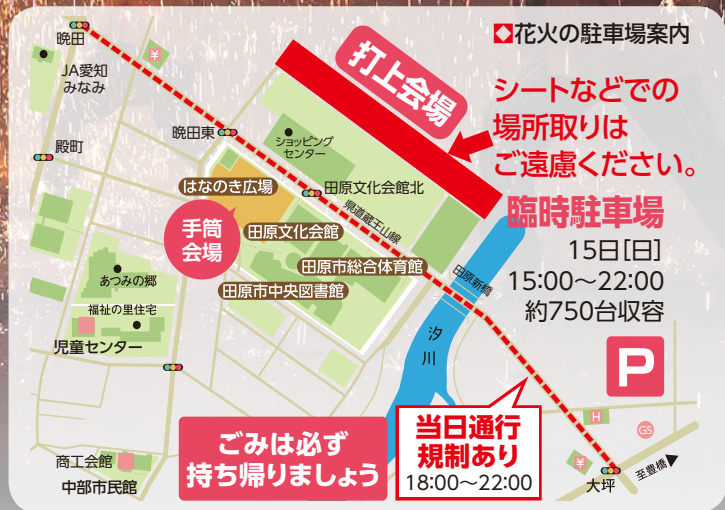 ◆花火の駐車場案内
シートなどでの
場所取りは
ご遠慮ください。
臨時駐車場
15日[日]
15:00～22:00
約750台収容
P
打上会場
晩田
¥
JA愛知
みなみ
殿町
晩田東
ショッピング
センター
はなのき広場
田原文化会館北
県道蔵王山線
手筒
会場
田原文化会館
田原市総合体育館
田原市中央図書館
田原新橋
汐川
あつみの郷
福祉の里住宅
児童センター
商工会館
中部市民館
ごみは必ず
持ち帰りましょう
当日通行
規制あり
18:00～22:00
H
GS
¥
大坪
至豊橋▶